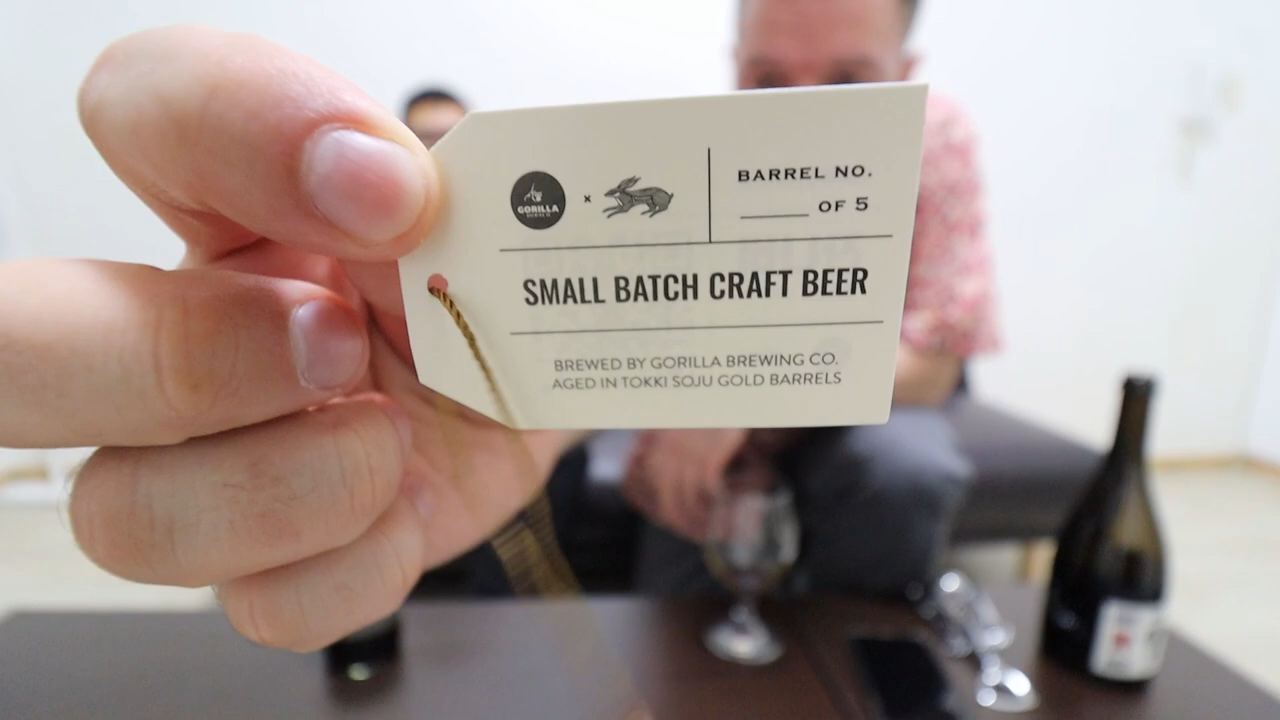 GORILLA
x
BARREL NO.
____ OF 5
SMALL BATCH CRAFT BEER
BREWED BY GORILLA BREWING CO.
AGED IN TOKKI SOJU GOLD BARRELS